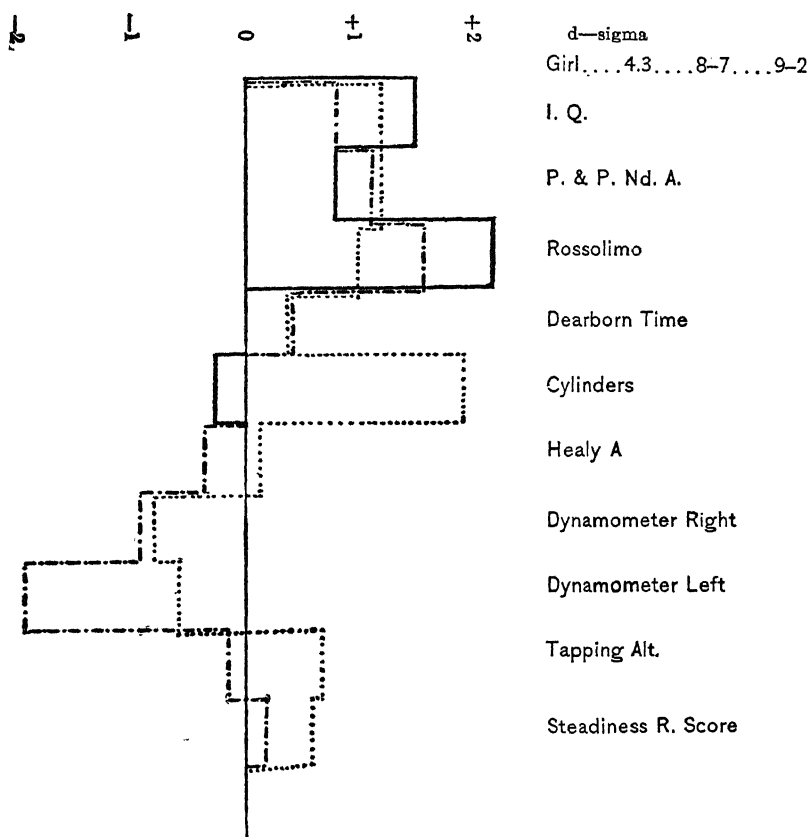 −2. −1 0 +1 +2
d—sigma
Girl....4.3....8–7....9–2
I. Q.
P. & P. Nd. A.
Rossolimo
Dearborn Time
Cylinders
Healy A
Dynamometer Right
Dynamometer Left
Tapping Alt.
Steadiness R. Score